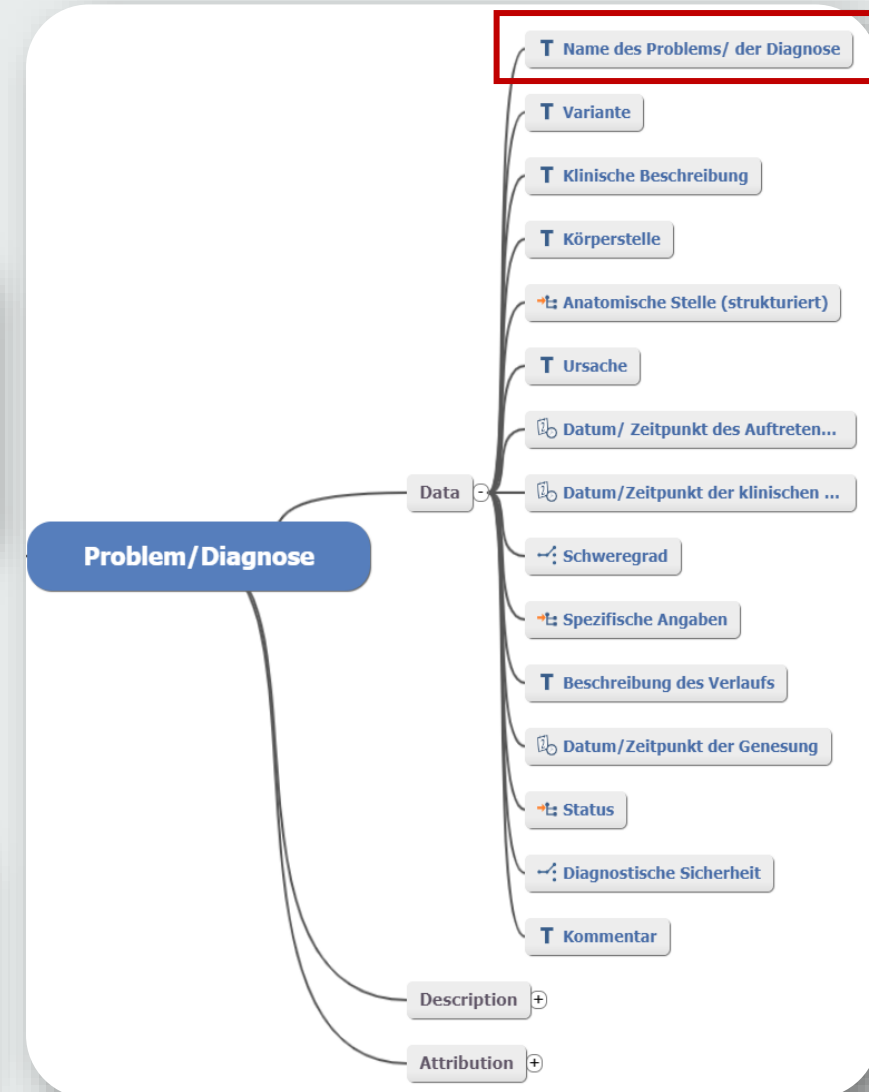 Name des Problems/ der Diagnose
Variante
Klinische Beschreibung
Körperstelle
Anatomische Stelle (strukturiert)
Ursache
Datum/ Zeitpunkt des Auftreten...
Data
Datum/Zeitpunkt der klinischen ...
Problem/Diagnose
Schweregrad
Spezifische Angaben
Beschreibung des Verlaufs
Datum/Zeitpunkt der Genesung
Status
Diagnostische Sicherheit
Kommentar
Description
Attribution